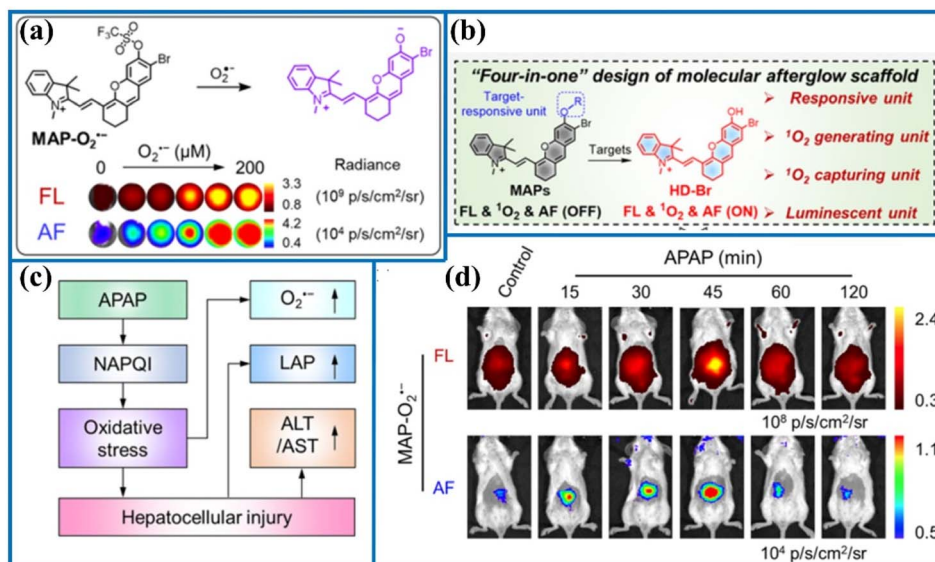 (a)
F₃C
O
S
O
O
Br
O
N
+
MAP-O₂•−
O₂•−
O⊖
Br
O
N
+
0 O₂•− (μM) 200
Radiance
FL
3.3
0.8
(10⁹ p/s/cm²/sr)
AF
4.2
0.4
(10⁴ p/s/cm²/sr)
(b)
“Four-in-one” design of molecular afterglow scaffold
Target-
responsive unit
O-R
Br
O
N
+
MAPs
Targets
OH
Br
O
N
+
HD-Br
FL & ¹O₂ & AF (OFF)
FL & ¹O₂ & AF (ON)
➢ Responsive unit
➢ ¹O₂ generating unit
➢ ¹O₂ capturing unit
➢ Luminescent unit
(c)
APAP
NAPQI
Oxidative
stress
Hepatocellular injury
O₂•− ↑
LAP ↑
ALT
/AST ↑
(d)
APAP (min)
Control
15 30 45 60 120
MAP-O₂•−
FL
2.4
0.3
10⁸ p/s/cm²/sr
AF
1.1
0.5
10⁴ p/s/cm²/sr